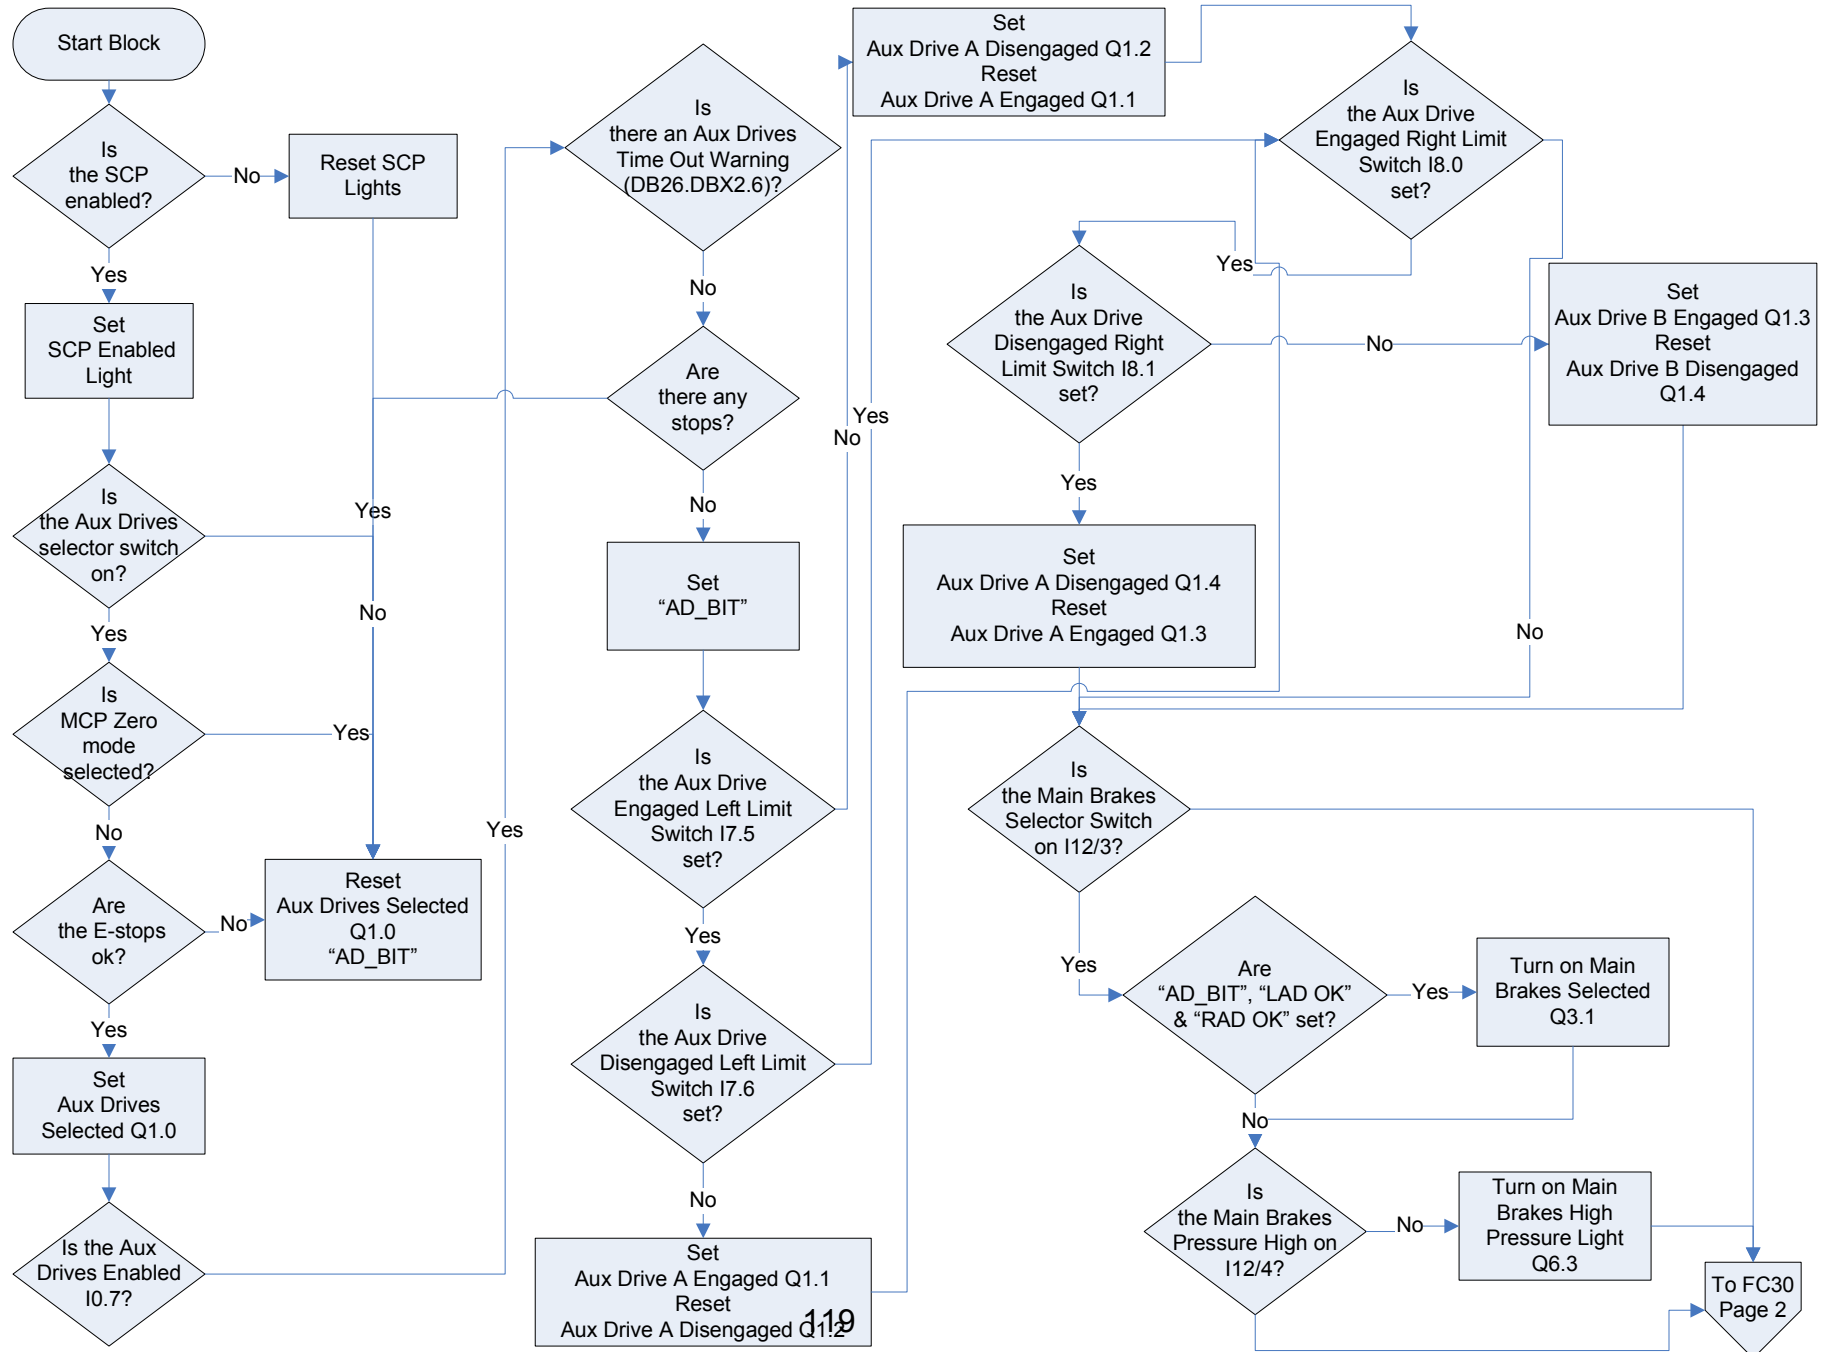 Start Block
Is
the SCP
enabled?
No
Reset SCP
Lights
Yes
Set
SCP Enabled
Light
Is
the Aux Drives
selector switch
on?
Yes
No
Yes
Is
MCP Zero
mode
selected?
Yes
No
Are
the E-stops
ok?
No
Reset
Aux Drives Selected
Q1.0
“AD_BIT”
Yes
Set
Aux Drives
Selected Q1.0
Is the Aux
Drives Enabled
I0.7?
Yes
Is
there an Aux Drives
Time Out Warning
(DB26.DBX2.6)?
No
Are
there any
stops?
No
Set
“AD_BIT”
Is
the Aux Drive
Engaged Left Limit
Switch I7.5
set?
No
Yes
Yes
Is
the Aux Drive
Disengaged Left Limit
Switch I7.6
set?
No
Set
Aux Drive A Engaged Q1.1
Reset
Aux Drive A Disengaged Q1.2
119
Set
Aux Drive A Disengaged Q1.2
Reset
Aux Drive A Engaged Q1.1
Is
the Aux Drive
Engaged Right Limit
Switch I8.0
set?
Yes
Is
the Aux Drive
Disengaged Right
Limit Switch I8.1
set?
No
Set
Aux Drive B Engaged Q1.3
Reset
Aux Drive B Disengaged
Q1.4
Yes
Set
Aux Drive A Disengaged Q1.4
Reset
Aux Drive A Engaged Q1.3
No
Is
the Main Brakes
Selector Switch
on I12/3?
Yes
Are
“AD_BIT”, “LAD OK”
& “RAD OK” set?
Yes
Turn on Main
Brakes Selected
Q3.1
No
Is
the Main Brakes
Pressure High on
I12/4?
No
Turn on Main
Brakes High
Pressure Light
Q6.3
To FC30
Page 2